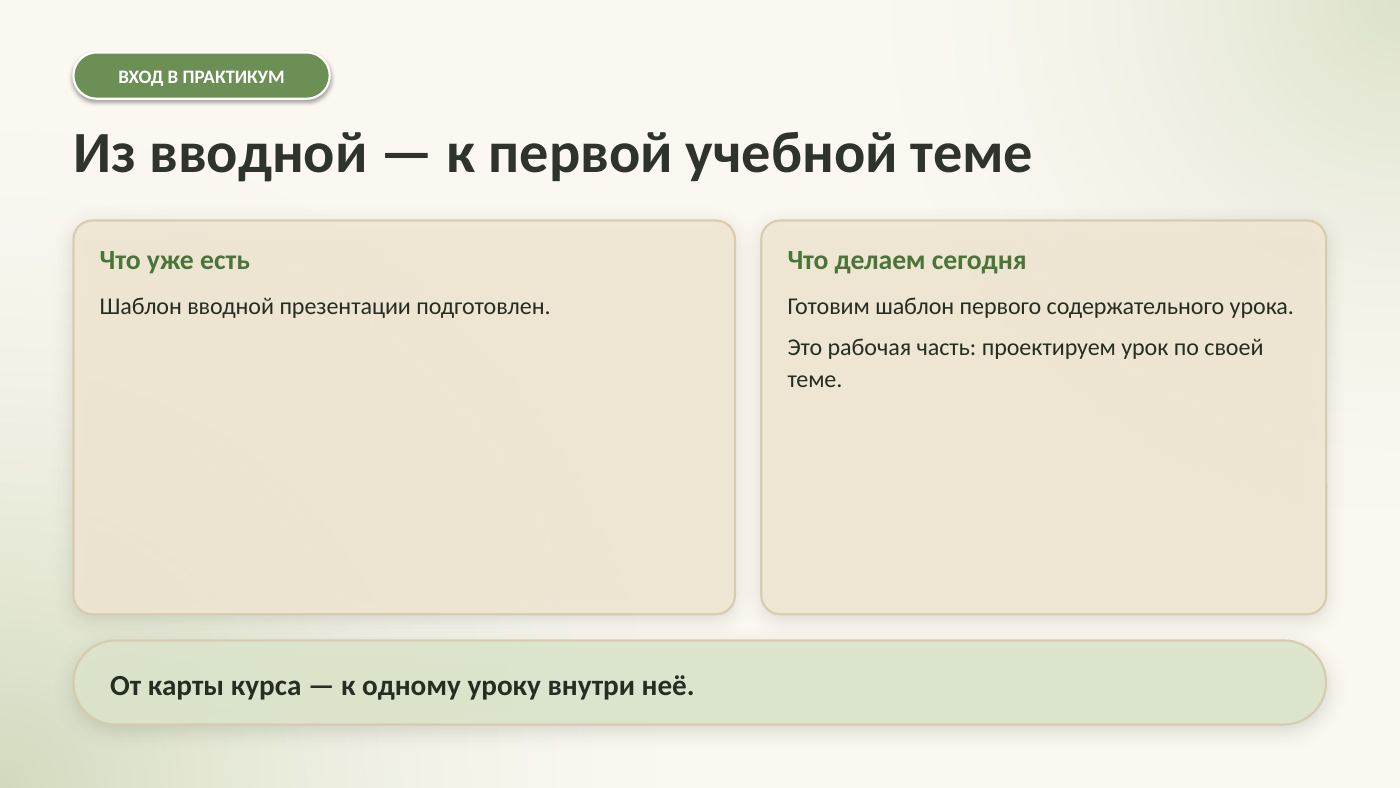 ВХОД В ПРАКТИКУМ
Из вводной — к первой учебной теме
Что уже есть
Шаблон вводной презентации подготовлен.
Что делаем сегодня
Готовим шаблон первого содержательного урока.
Это рабочая часть: проектируем урок по своей
теме.
От карты курса — к одному уроку внутри неё.